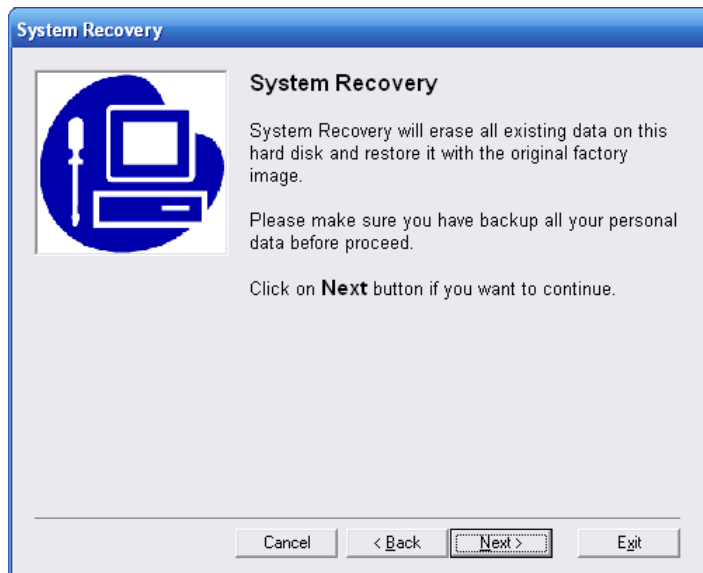 System Recovery
System Recovery
System Recovery will erase all existing data on this
hard disk and restore it with the original factory
image.
Please make sure you have backup all your personal
data before proceed.
Click on Next button if you want to continue.
Cancel
< Back
Next >
Exit